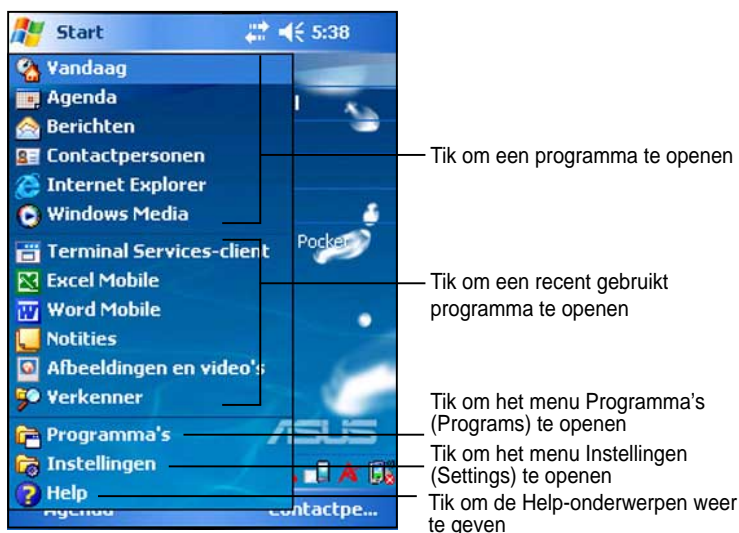 Start 5:38
Vandaag
Agenda
Berichten
Contactpersonen
Internet Explorer
Windows Media
Terminal Services-client
Excel Mobile
Word Mobile
Notities
Afbeeldingen en video's
Verkenner
Programma's
Instellingen
Help
Pocket
ASUS
Agenda
Contactpe...
Tik om een programma te openen
Tik om een recent gebruikt
programma te openen
Tik om het menu Programma's
(Programs) te openen
Tik om het menu Instellingen
(Settings) te openen
Tik om de Help-onderwerpen weer
te geven